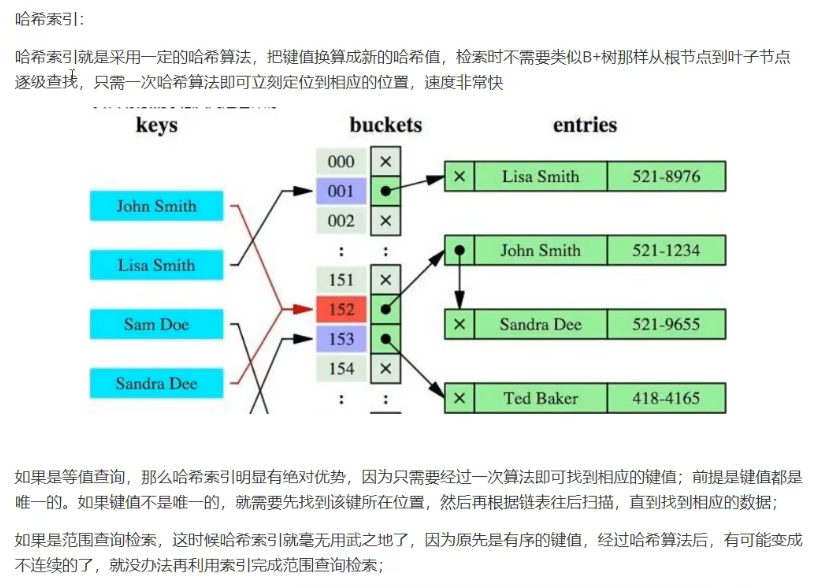 哈希索引：
哈希索引就是采用一定的哈希算法，把键值换算成新的哈希值，检索时不需要类似B+树那样从根节点到叶子节点
逐级查找，只需一次哈希算法即可立刻定位到相应的位置，速度非常快
keys buckets entries
000
Lisa Smith 521-8976
001
John Smith
002
John Smith 521-1234
Lisa Smith
151
152
Sam Doe
Sandra Dee 521-9655
153
154
Sandra Dee
Ted Baker 418-4165
如果是等值查询，那么哈希索引明显有绝对优势，因为只需要经过一次算法即可找到相应的键值；前提是键值都是
唯一的。如果键值不是唯一的，就需要先找到该键所在位置，然后再根据链表往后扫描，直到找到相应的数据；
如果是范围查询检索，这时候哈希索引就毫无用武之地了，因为原先是有序的键值，经过哈希算法后，有可能变成
不连续的了，就没办法再利用索引完成范围查询检索；